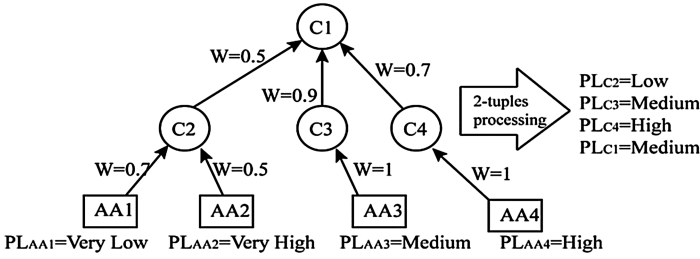 C1
W=0.5
W=0.9
W=0.7
C2
C3
C4
2-tuples
processing
PLC2=Low
PLC3=Medium
PLC4=High
PLC1=Medium
W=0.7
W=0.5
W=1
W=1
AA1
AA2
AA3
AA4
PLAA1=Very Low
PLAA2=Very High
PLAA3=Medium
PLAA4=High